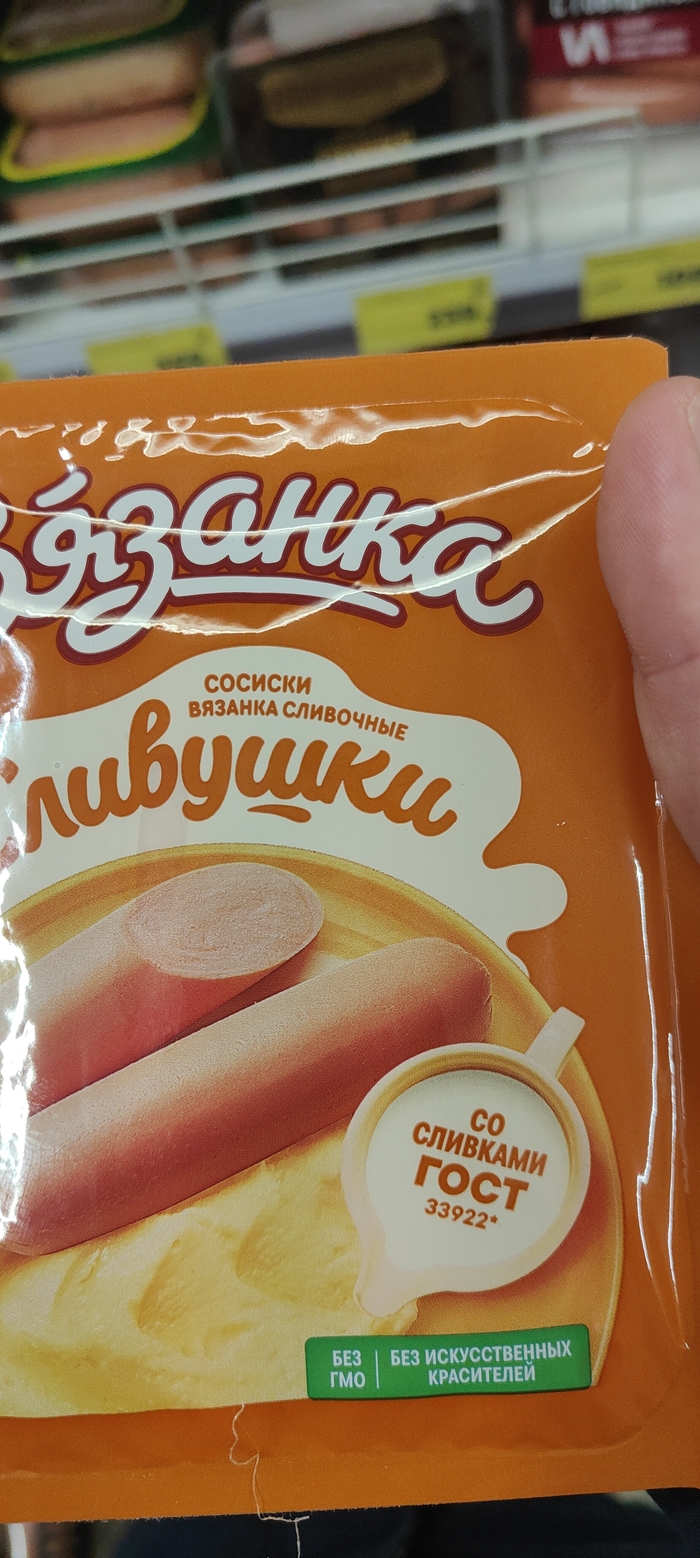 Вязанка
СОСИСКИ
ВЯЗАНКА СЛИВОЧНЫЕ
Сливушки
СО
СЛИВКАМИ
ГОСТ
33922*
БЕЗ
ГМО
БЕЗ ИСКУССТВЕННЫХ
КРАСИТЕЛЕЙ